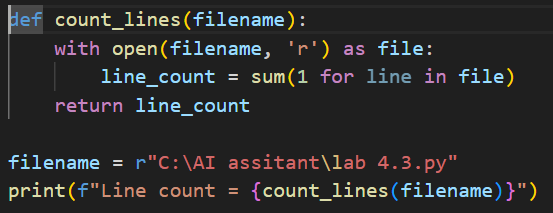 def count_lines(filename):
    with open(filename, 'r') as file:
        line_count = sum(1 for line in file)
    return line_count

filename = r"C:\AI assitant\lab 4.3.py"
print(f"Line count = {count_lines(filename)}")